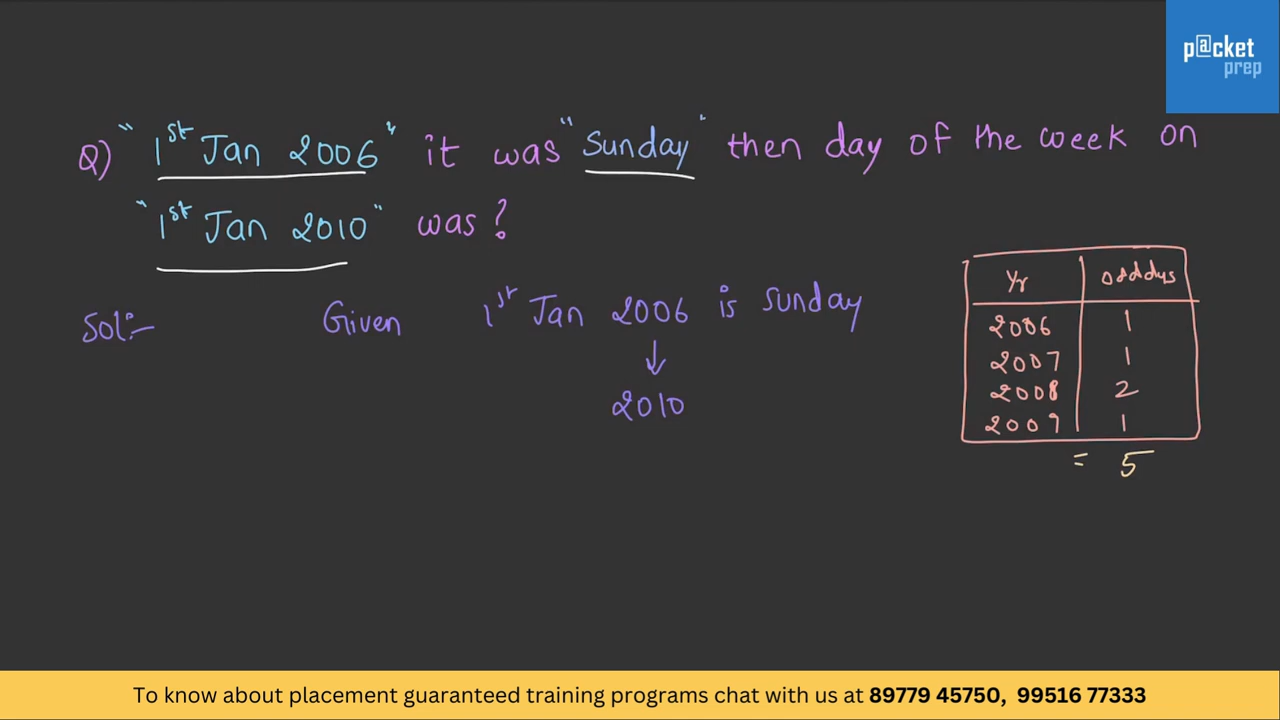 p@cket
prep
Q) "1st Jan 2006" it was "Sunday" then day of the week on
"1st Jan 2010" was?
Sol:- Given 1st Jan 2006 is sunday
↓
2010
Yr odddys
2006 1
2007 1
2008 2
2009 1
= 5
To know about placement guaranteed training programs chat with us at 89779 45750, 99516 77333